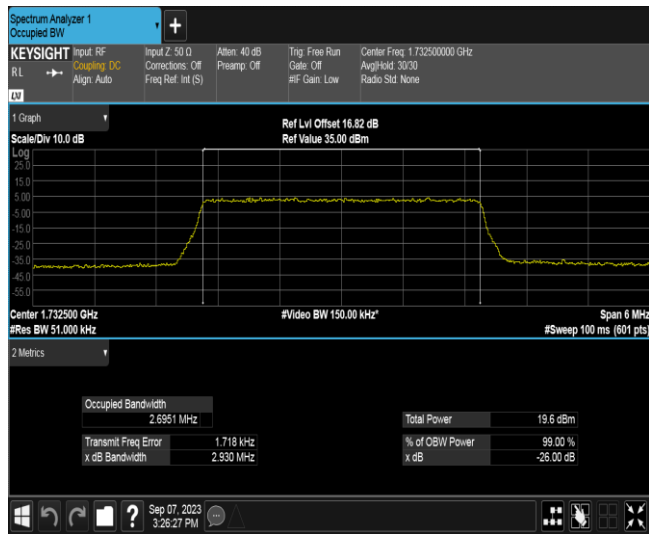 Spectrum Analyzer 1
Occupied BW
+
KEYSIGHT Input: RF Input Z: 50 Ω Atten: 40 dB Trig: Free Run Center Freq: 1.732500000 GHz
RL Coupling: DC Corrections: Off Preamp: Off Gate: Off Avg|Hold: 30/30
Align: Auto Freq Ref: Int (S) #IF Gain: Low Radio Std: None
LXI
1 Graph Ref Lvl Offset 16.82 dB
Scale/Div 10.0 dB Ref Value 35.00 dBm
Log
25.0
15.0
5.00
-5.00
-15.0
-25.0
-35.0
-45.0
-55.0
Center 1.732500 GHz #Video BW 150.00 kHz* Span 6 MHz
#Res BW 51.000 kHz #Sweep 100 ms (601 pts)
2 Metrics
Occupied Bandwidth
2.6951 MHz Total Power 19.6 dBm
Transmit Freq Error 1.718 kHz % of OBW Power 99.00 %
x dB Bandwidth 2.930 MHz x dB -26.00 dB
? Sep 07, 2023
3:26:27 PM